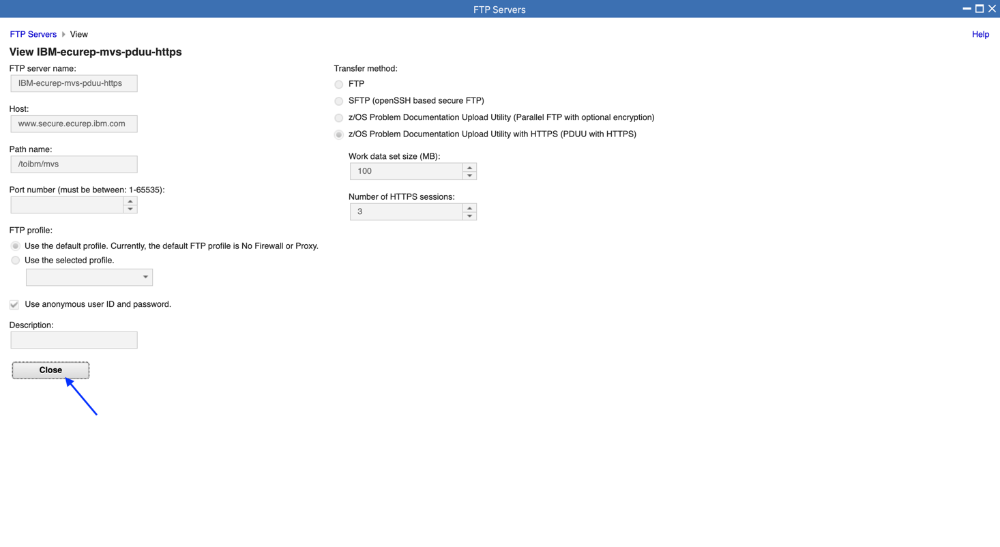 FTP Servers
FTP Servers View
Help
View IBM-ecurep-mvs-pduu-https
FTP server name:
IBM-ecurep-mvs-pduu-https
Host:
www.secure.ecurep.ibm.com
Path name:
/toibm/mvs
Port number (must be between: 1-65535):
FTP profile:
Use the default profile. Currently, the default FTP profile is No Firewall or Proxy.
Use the selected profile.
Use anonymous user ID and password.
Description:
Close
Transfer method:
FTP
SFTP (openSSH based secure FTP)
z/OS Problem Documentation Upload Utility (Parallel FTP with optional encryption)
z/OS Problem Documentation Upload Utility with HTTPS (PDUU with HTTPS)
Work data set size (MB):
100
Number of HTTPS sessions:
3